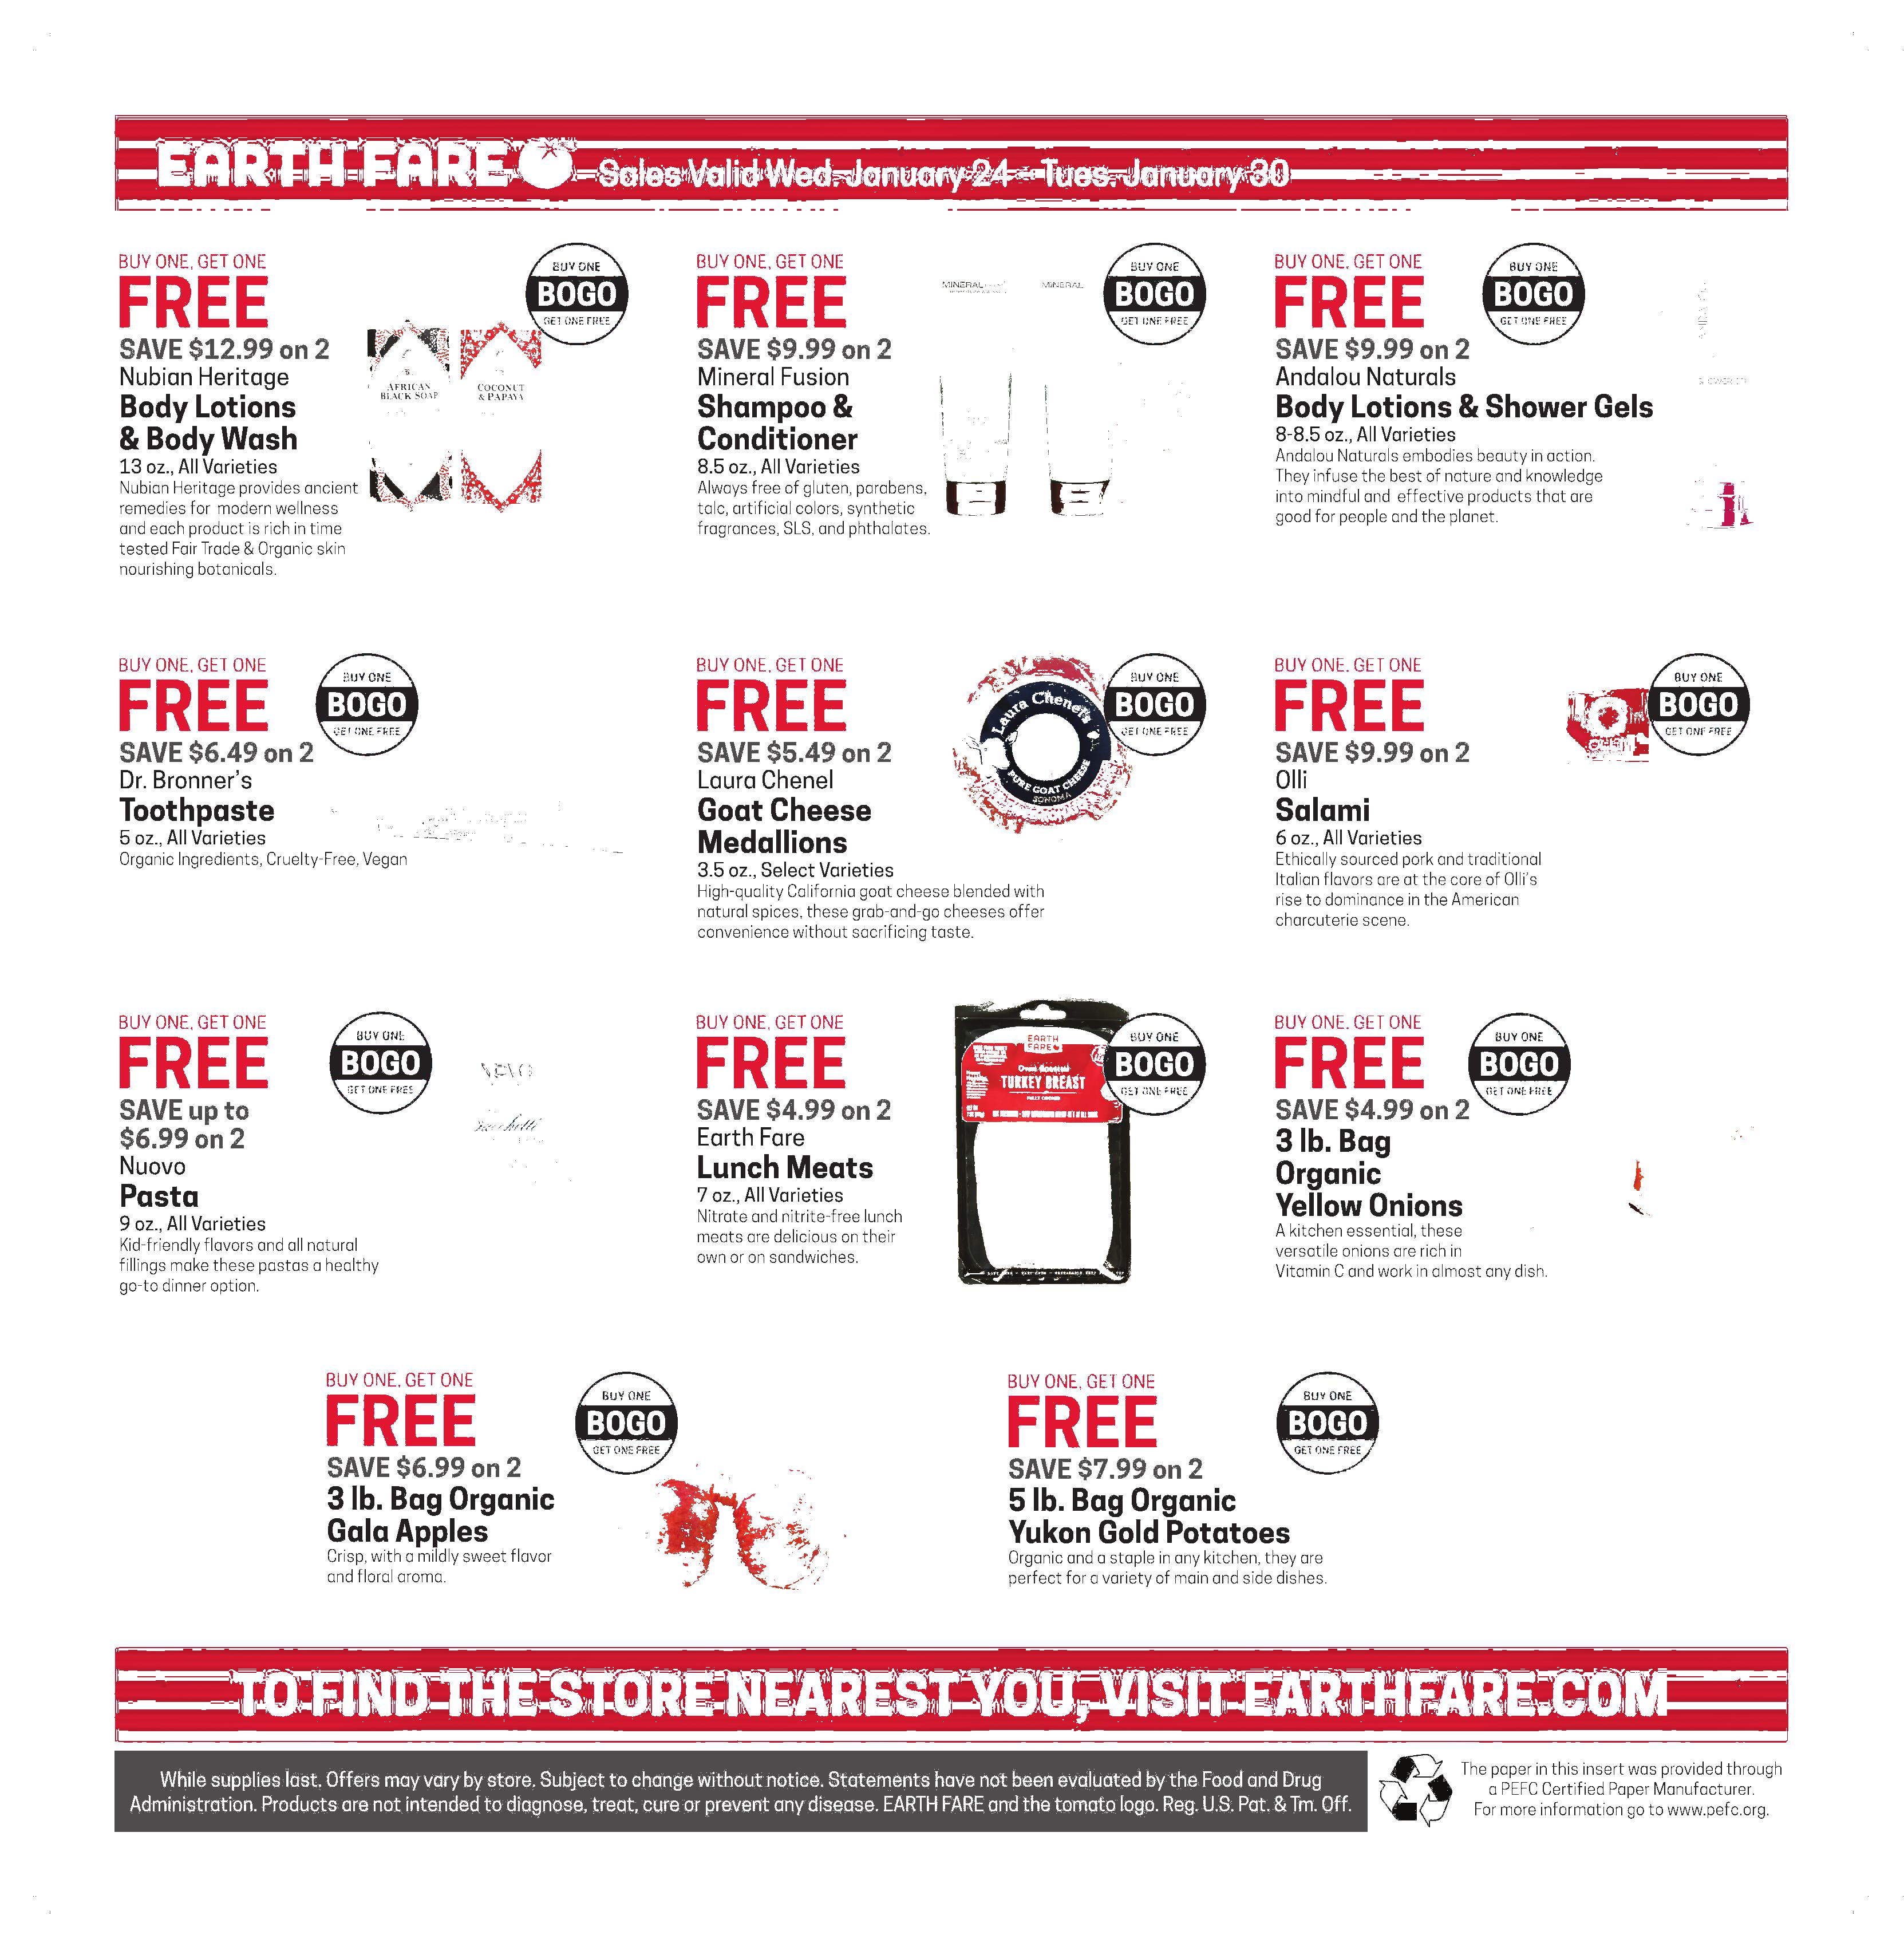 EARTH FARE
Sales Valid Wed. January 24 - Tues. January 30
BUY ONE, GET ONE
FREE
SAVE $12.99 on 2
Nubian Heritage
Body Lotions
& Body Wash
13 oz., All Varieties
Nubian Heritage provides ancient
remedies for modern wellness
and each product is rich in time
tested Fair Trade & Organic skin
nourishing botanicals.
AFRICAN
BLACK SOAP
COCONUT
& PAPAYA
BUY ONE
BOGO
GET ONE FREE
BUY ONE, GET ONE
FREE
SAVE $9.99 on 2
Mineral Fusion
Shampoo &
Conditioner
8.5 oz., All Varieties
Always free of gluten, parabens,
talc, artificial colors, synthetic
fragrances, SLS, and phthalates.
MINERAL
MINERAL
BUY ONE
BOGO
GET ONE FREE
BUY ONE, GET ONE
FREE
SAVE $9.99 on 2
Andalou Naturals
Body Lotions & Shower Gels
8-8.5 oz., All Varieties
Andalou Naturals embodies beauty in action.
They infuse the best of nature and knowledge
into mindful and effective products that are
good for people and the planet.
BUY ONE
BOGO
GET ONE FREE
BUY ONE, GET ONE
FREE
SAVE $6.49 on 2
Dr. Bronner's
Toothpaste
5 oz., All Varieties
Organic Ingredients, Cruelty-Free, Vegan
BUY ONE
BOGO
GET ONE FREE
BUY ONE, GET ONE
FREE
SAVE $5.49 on 2
Laura Chenel
Goat Cheese
Medallions
3.5 oz., Select Varieties
High-quality California goat cheese blended with
natural spices, these grab-and-go cheeses offer
convenience without sacrificing taste.
Laura Chenel's
PURE GOAT CHEESE
SONOMA
BUY ONE
BOGO
GET ONE FREE
BUY ONE, GET ONE
FREE
SAVE $9.99 on 2
Olli
Salami
6 oz., All Varieties
Ethically sourced pork and traditional
Italian flavors are at the core of Olli's
rise to dominance in the American
charcuterie scene.
BUY ONE
BOGO
GET ONE FREE
BUY ONE, GET ONE
FREE
SAVE up to
$6.99 on 2
Nuovo
Pasta
9 oz., All Varieties
Kid-friendly flavors and all natural
fillings make these pastas a healthy
go-to dinner option.
BUY ONE
BOGO
GET ONE FREE
BUY ONE, GET ONE
FREE
SAVE $4.99 on 2
Earth Fare
Lunch Meats
7 oz., All Varieties
Nitrate and nitrite-free lunch
meats are delicious on their
own or on sandwiches.
EARTH
FARE
Oven Roasted
TURKEY BREAST
FULLY COOKED
BUY ONE
BOGO
GET ONE FREE
BUY ONE, GET ONE
FREE
SAVE $4.99 on 2
3 lb. Bag
Organic
Yellow Onions
A kitchen essential, these
versatile onions are rich in
Vitamin C and work in almost any dish.
BUY ONE
BOGO
GET ONE FREE
BUY ONE, GET ONE
FREE
SAVE $6.99 on 2
3 lb. Bag Organic
Gala Apples
Crisp, with a mildly sweet flavor
and floral aroma.
BUY ONE
BOGO
GET ONE FREE
BUY ONE, GET ONE
FREE
SAVE $7.99 on 2
5 lb. Bag Organic
Yukon Gold Potatoes
Organic and a staple in any kitchen, they are
perfect for a variety of main and side dishes.
BUY ONE
BOGO
GET ONE FREE
TO FIND THE STORE NEAREST YOU, VISIT EARTHFARE.COM
While supplies last. Offers may vary by store. Subject to change without notice. Statements have not been evaluated by the Food and Drug
Administration. Products are not intended to diagnose, treat, cure or prevent any disease. EARTH FARE and the tomato logo. Reg. U.S. Pat. & Tm. Off.
The paper in this insert was provided through
a PEFC Certified Paper Manufacturer.
For more information go to www.pefc.org.